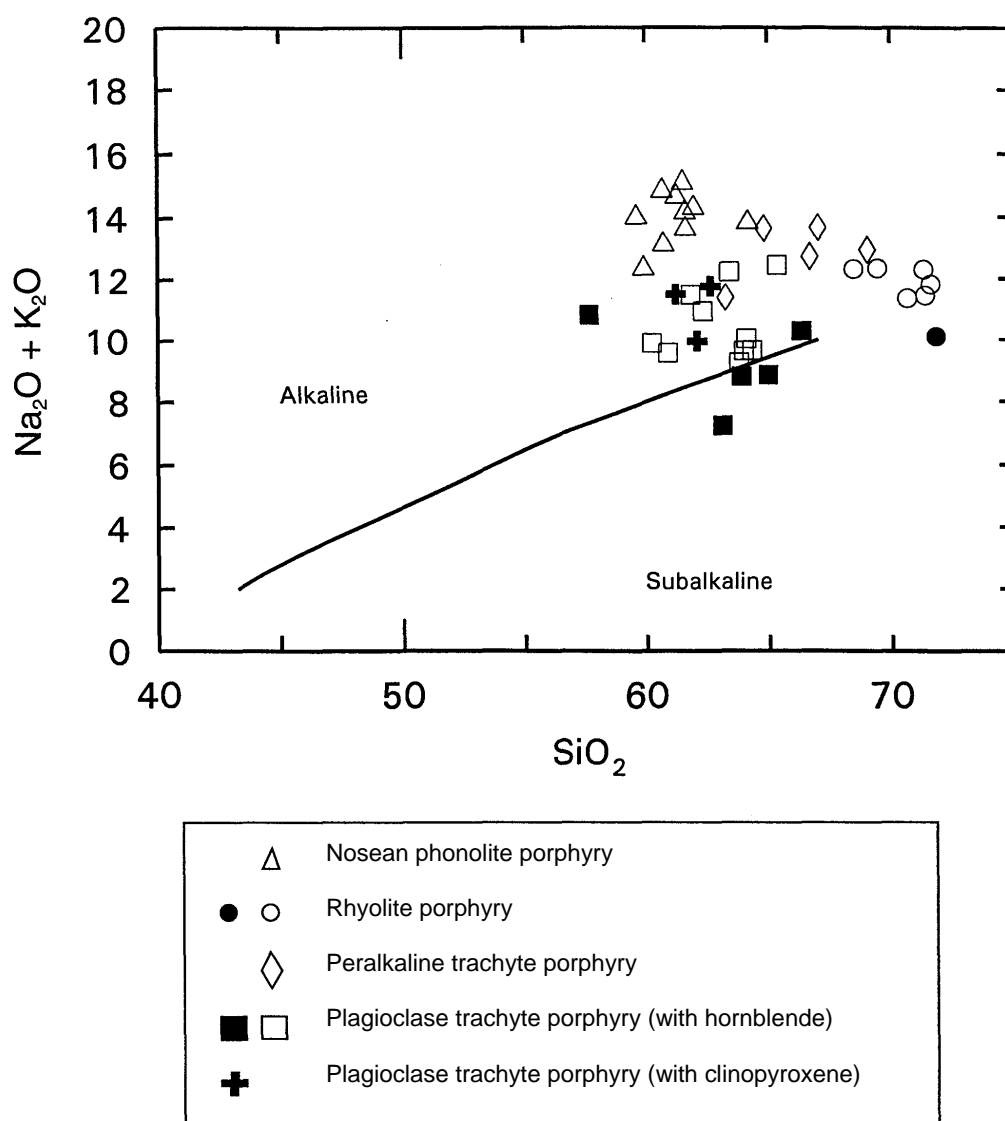 20
18
16
14
12
10
8
6
4
2
0
Na₂O + K₂O
Alkaline
Subalkaline
40 50 60 70
SiO₂
Nosean phonolite porphyry
Rhyolite porphyry
Peralkaline trachyte porphyry
Plagioclase trachyte porphyry (with hornblende)
Plagioclase trachyte porphyry (with clinopyroxene)